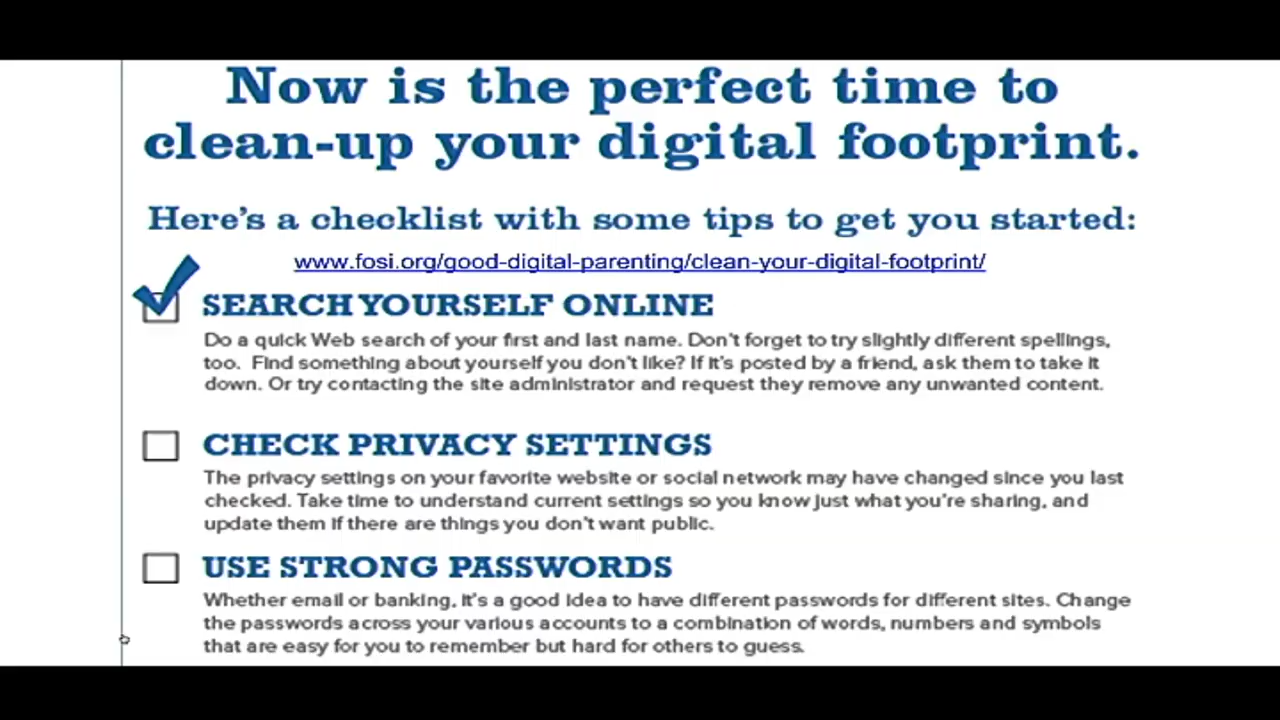 Now is the perfect time to
clean-up your digital footprint.
Here's a checklist with some tips to get you started:
www.fosi.org/good-digital-parenting/clean-your-digital-footprint/
SEARCH YOURSELF ONLINE
Do a quick Web search of your first and last name. Don't forget to try slightly different spellings,
too.  Find something about yourself you don't like? If it's posted by a friend, ask them to take it
down. Or try contacting the site administrator and request they remove any unwanted content.
CHECK PRIVACY SETTINGS
The privacy settings on your favorite website or social network may have changed since you last
checked. Take time to understand current settings so you know just what you're sharing, and
update them if there are things you don't want public.
USE STRONG PASSWORDS
Whether email or banking, it's a good idea to have different passwords for different sites. Change
the passwords across your various accounts to a combination of words, numbers and symbols
that are easy for you to remember but hard for others to guess.